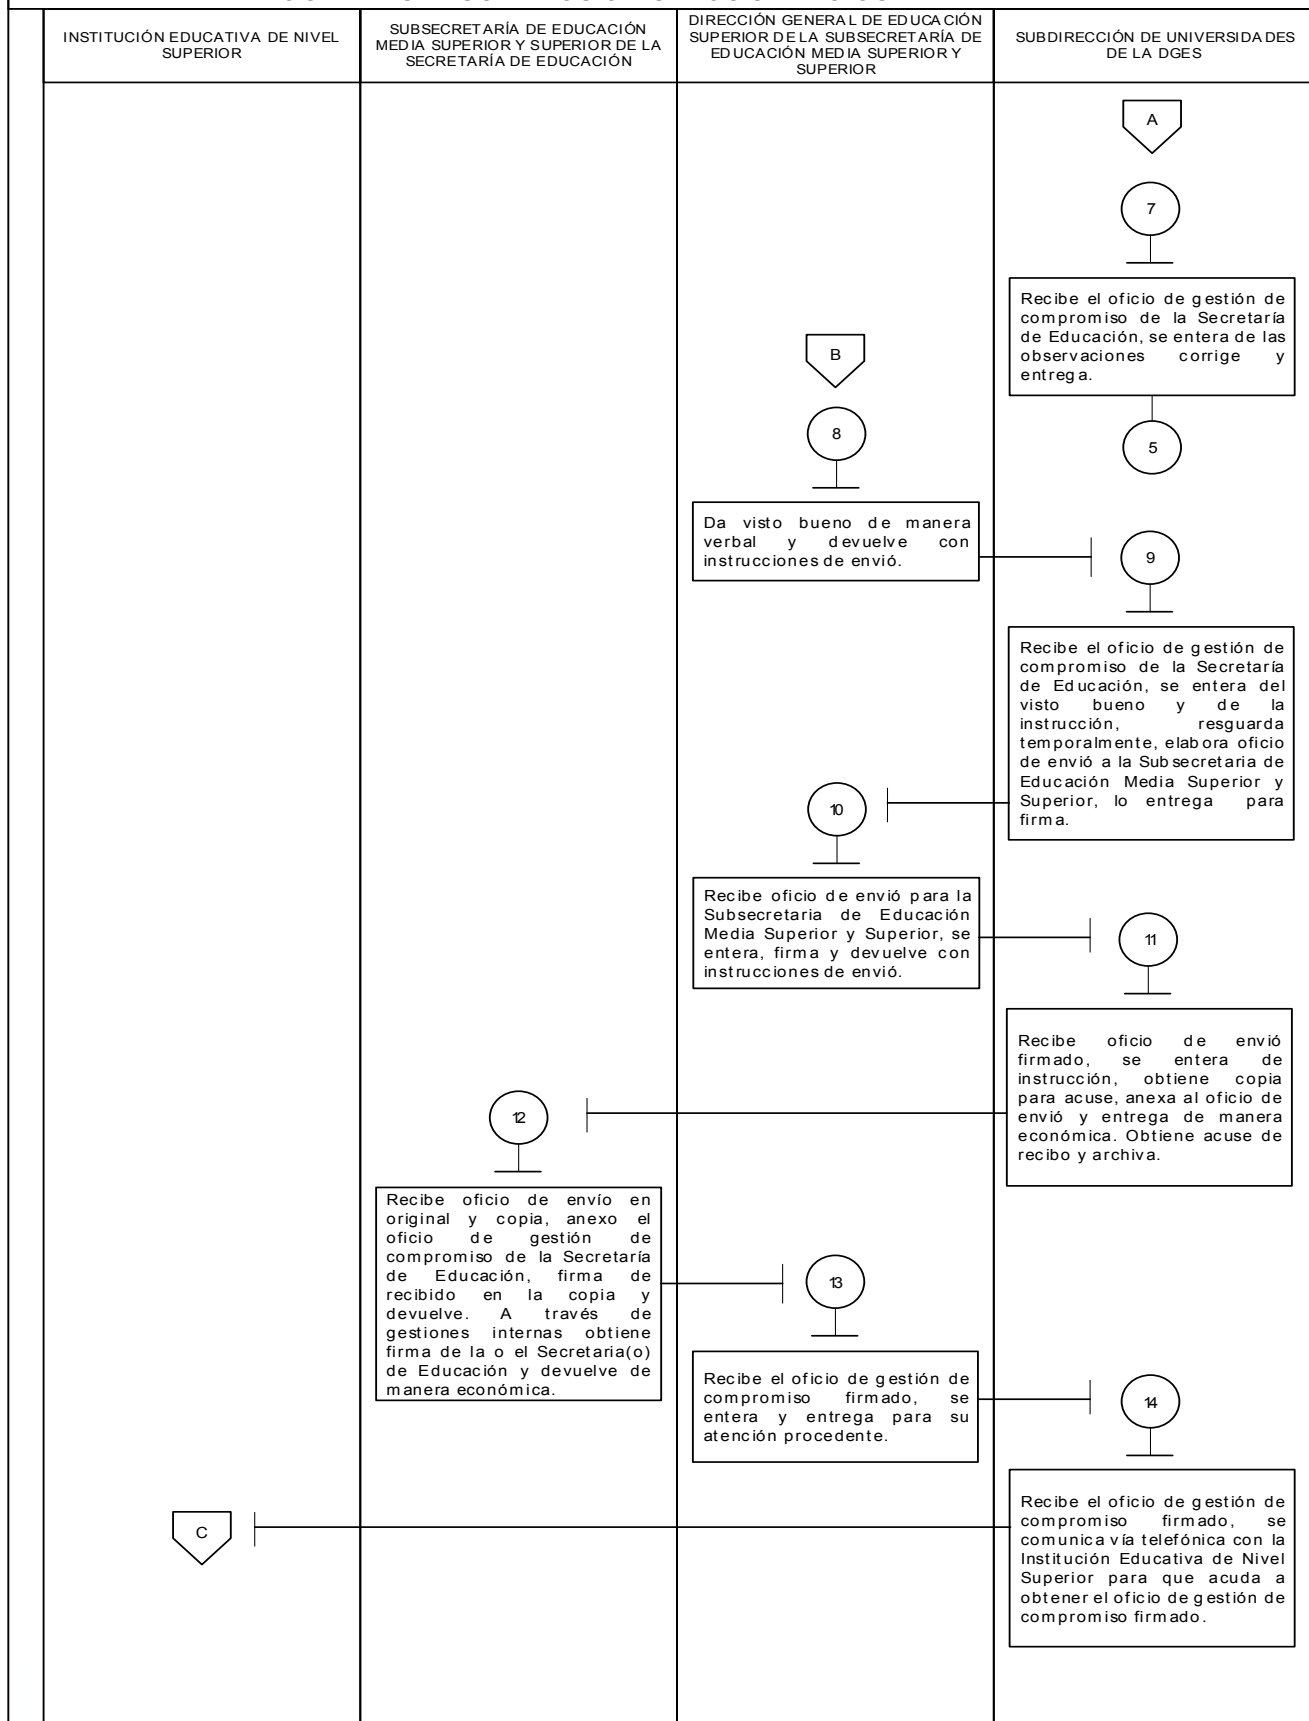 INSTITUCIÓN EDUCATIVA DE NIVEL
SUPERIOR
SUBSECRETARÍA DE EDUCACIÓN
MEDIA SUPERIOR Y SUPERIOR DE LA
SECRETARÍA DE EDUCACIÓN
DIRECCIÓN GENERAL DE EDUCACIÓN
SUPERIOR DE LA SUBSECRETARÍA DE
EDUCACIÓN MEDIA SUPERIOR Y
SUPERIOR
SUBDIRECCIÓN DE UNIVERSIDADES
DE LA DGES
A
7
Recibe el oficio de gestión de
compromiso de la Secretaría
de Educación, se entera de las
observaciones corrige y
entrega.
5
B
8
Da visto bueno de manera
verbal y devuelve con
instrucciones de envió.
9
Recibe el oficio de gestión de
compromiso de la Secretaría
de Educación, se entera del
visto bueno y de la
instrucción, resguarda
temporalmente, elabora oficio
de envió a la Subsecretaria de
Educación Media Superior y
Superior, lo entrega para
firma.
10
Recibe oficio de envió para la
Subsecretaria de Educación
Media Superior y Superior, se
entera, firma y devuelve con
instrucciones de envió.
11
Recibe oficio de envió
firmado, se entera de
instrucción, obtiene copia
para acuse, anexa al oficio de
envió y entrega de manera
económica. Obtiene acuse de
recibo y archiva.
12
Recibe oficio de envío en
original y copia, anexo el
oficio de gestión de
compromiso de la Secretaría
de Educación, firma de
recibido en la copia y
devuelve. A través de
gestiones internas obtiene
firma de la o el Secretaria(o)
de Educación y devuelve de
manera económica.
13
Recibe el oficio de gestión de
compromiso firmado, se
entera y entrega para su
atención procedente.
14
Recibe el oficio de gestión de
compromiso firmado, se
comunica vía telefónica con la
Institución Educativa de Nivel
Superior para que acuda a
obtener el oficio de gestión de
compromiso firmado.
C